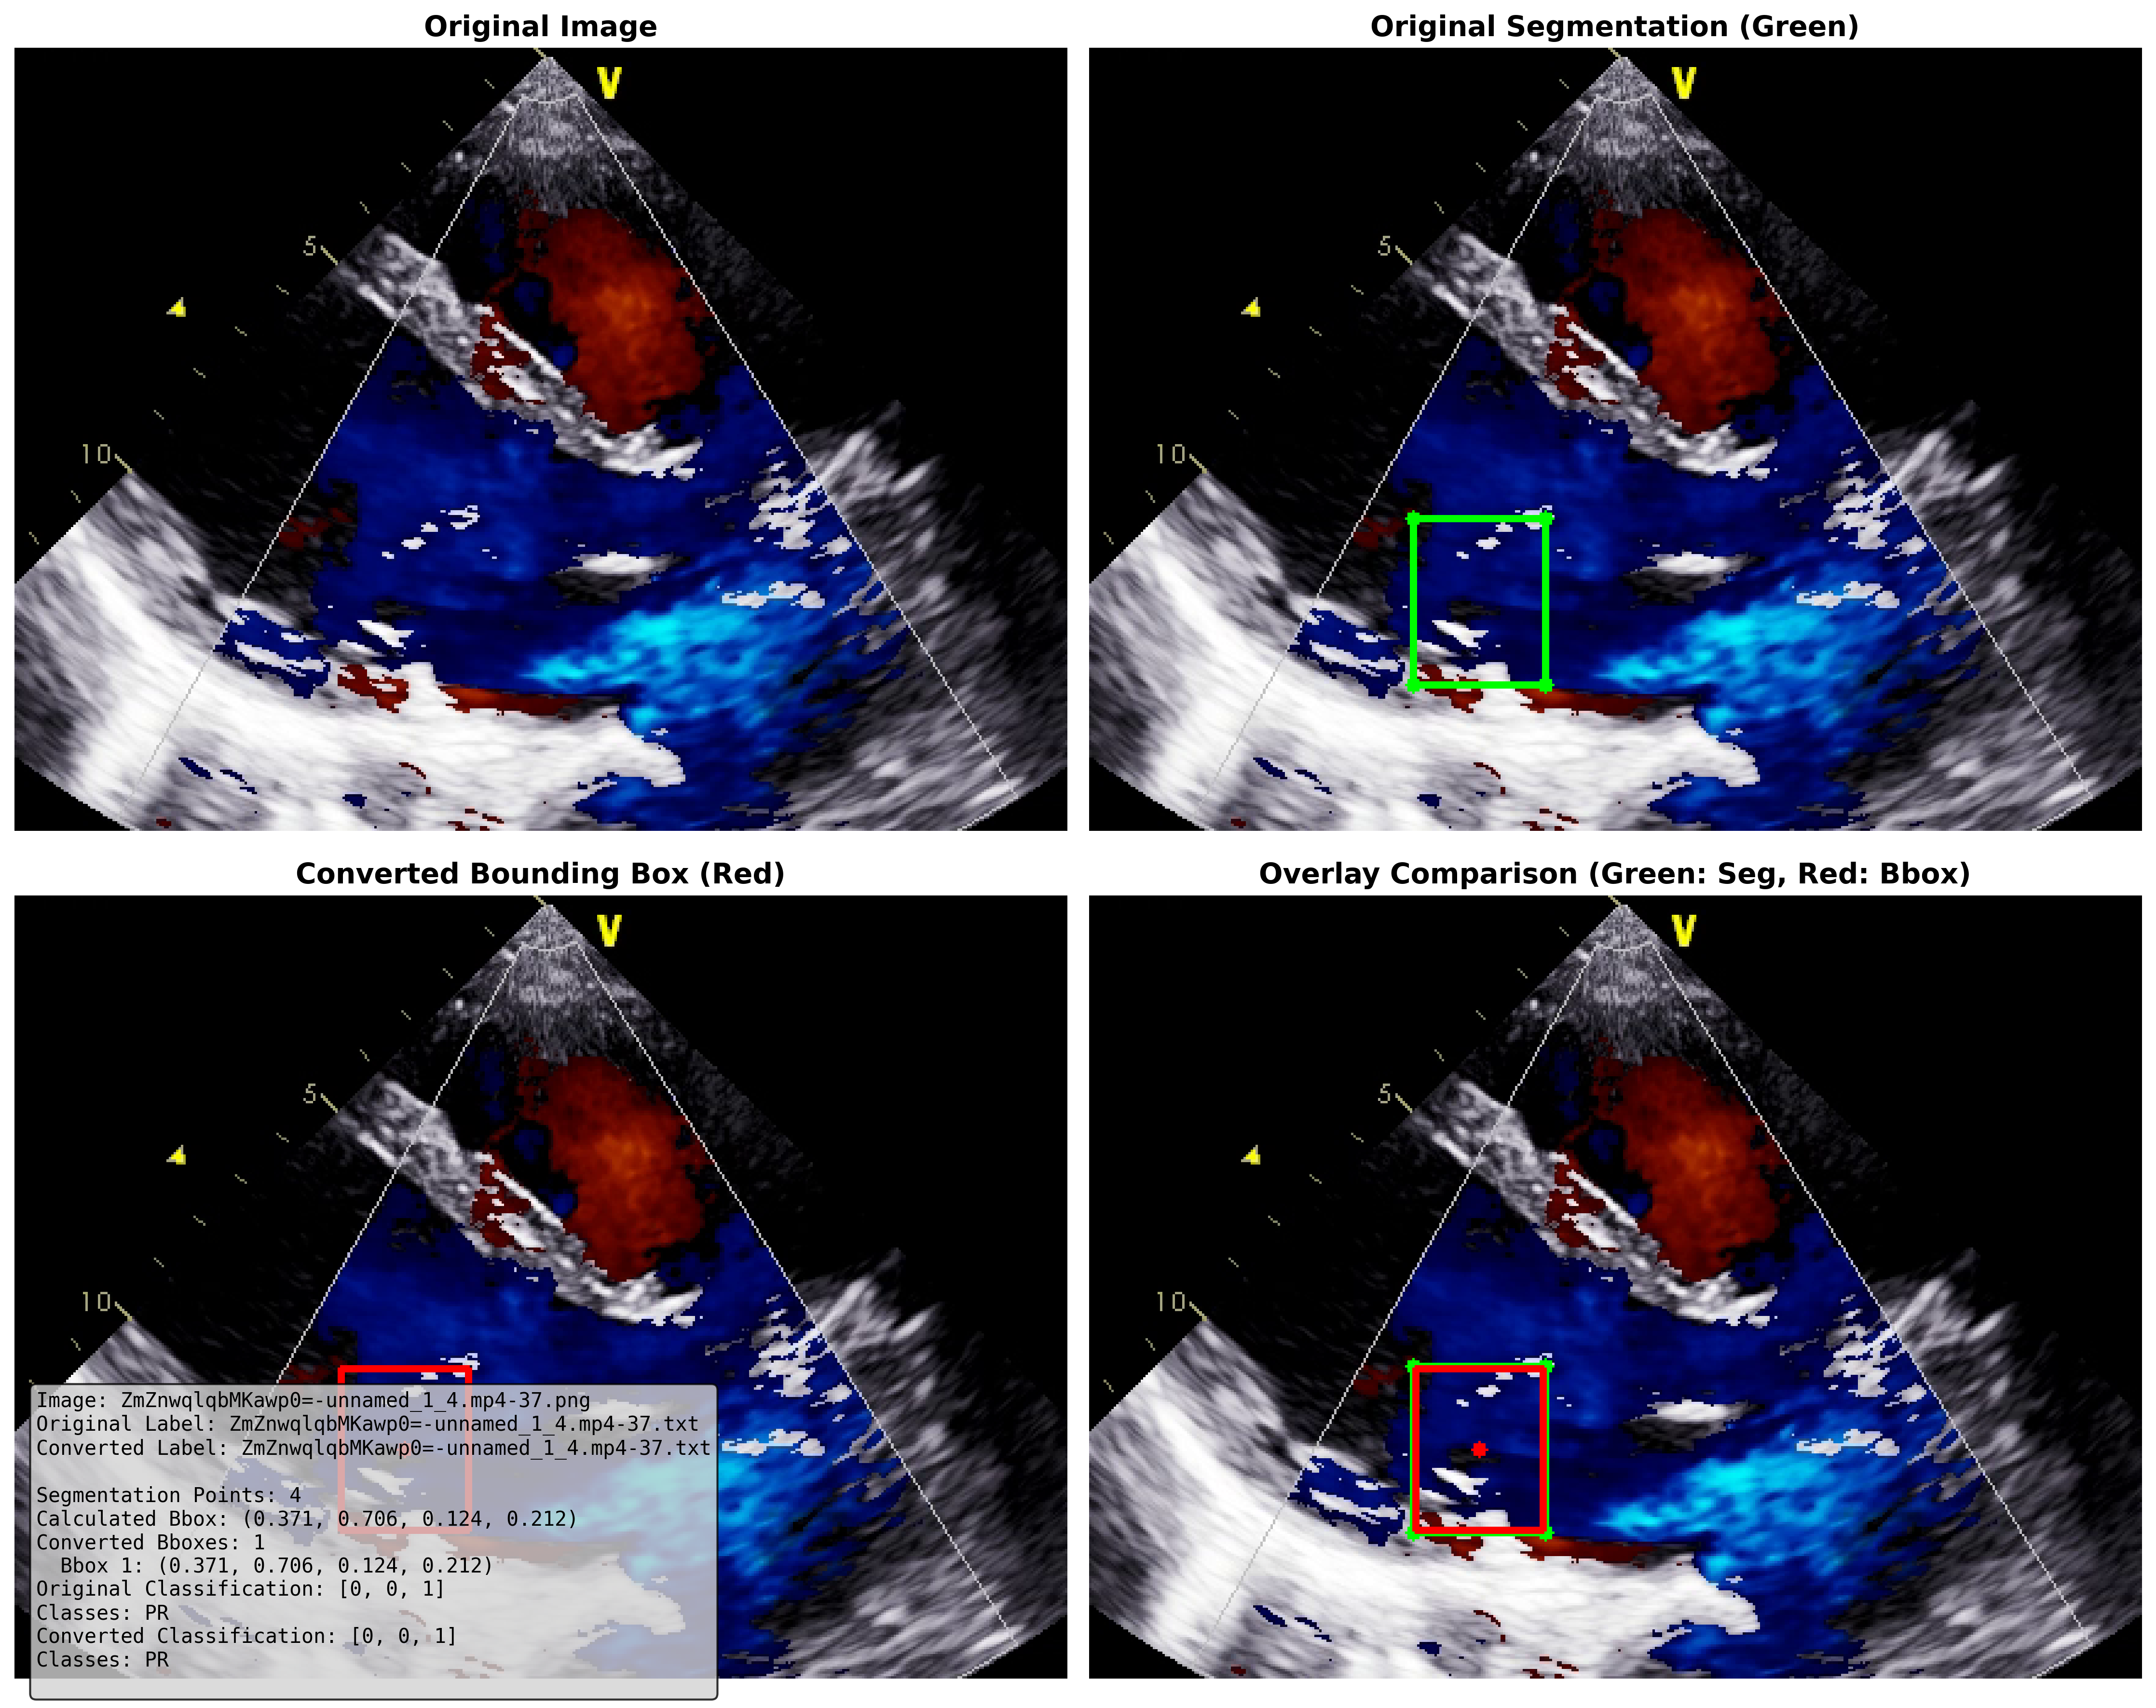 Original Image
Original Segmentation (Green)
V
5
10
V
5
10
Converted Bounding Box (Red)
Overlay Comparison (Green: Seg, Red: Bbox)
V
5
10
V
5
10
Image: ZmZnwqlqbMKawp0=-unnamed_1_4.mp4-37.png
Original Label: ZmZnwqlqbMKawp0=-unnamed_1_4.mp4-37.txt
Converted Label: ZmZnwqlqbMKawp0=-unnamed_1_4.mp4-37.txt
Segmentation Points: 4
Calculated Bbox: (0.371, 0.706, 0.124, 0.212)
Converted Bboxes: 1
Bbox 1: (0.371, 0.706, 0.124, 0.212)
Original Classification: [0, 0, 1]
Classes: PR
Converted Classification: [0, 0, 1]
Classes: PR